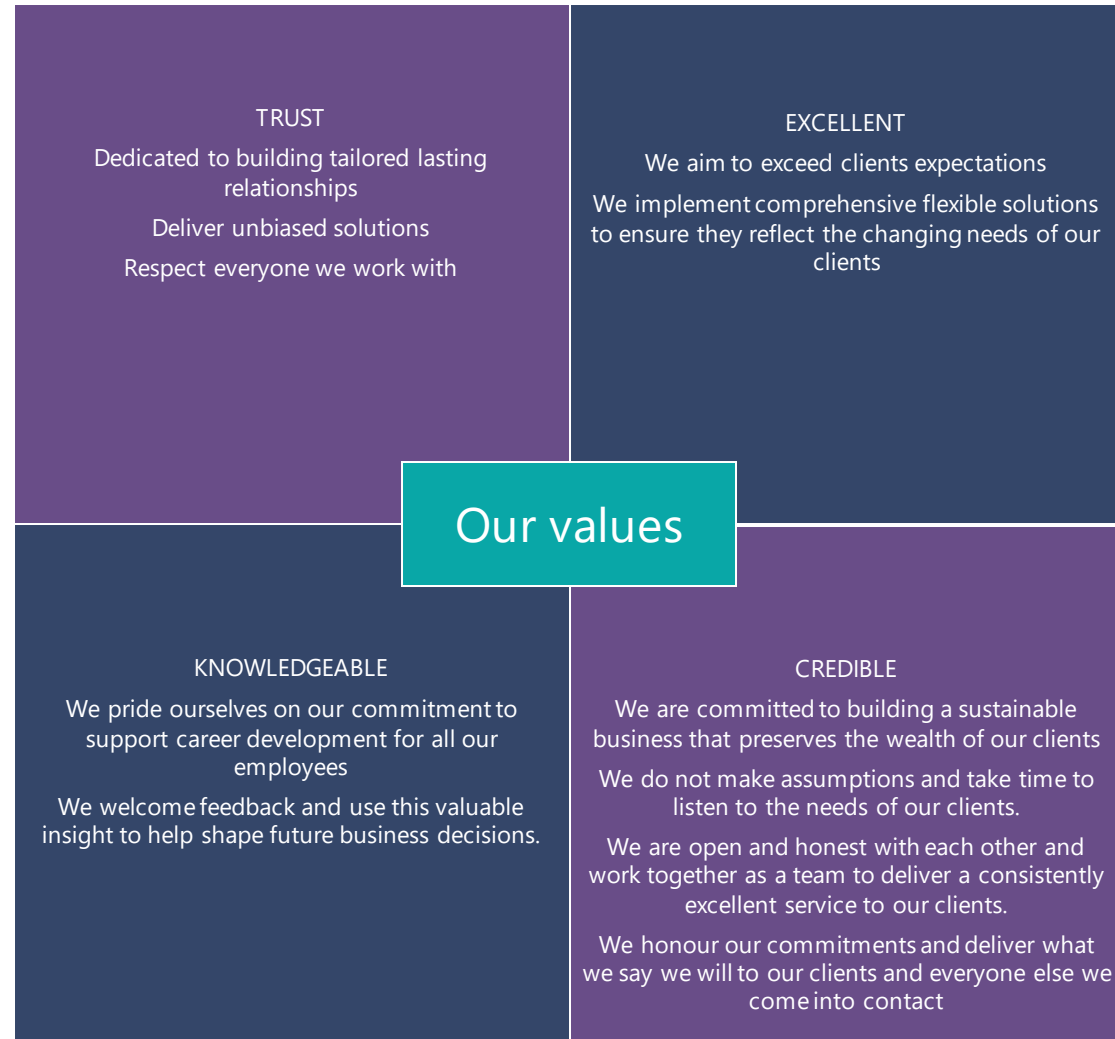 TRUST
Dedicated to building tailored lasting
relationships
Deliver unbiased solutions
Respect everyone we work with
EXCELLENT
We aim to exceed clients expectations
We implement comprehensive flexible solutions
to ensure they reflect the changing needs of our
clients
Our values
KNOWLEDGEABLE
We pride ourselves on our commitment to
support career development for all our
employees
We welcome feedback and use this valuable
insight to help shape future business decisions.
CREDIBLE
We are committed to building a sustainable
business that preserves the wealth of our clients
We do not make assumptions and take time to
listen to the needs of our clients.
We are open and honest with each other and
work together as a team to deliver a consistently
excellent service to our clients.
We honour our commitments and deliver what
we say we will to our clients and everyone else we
come into contact